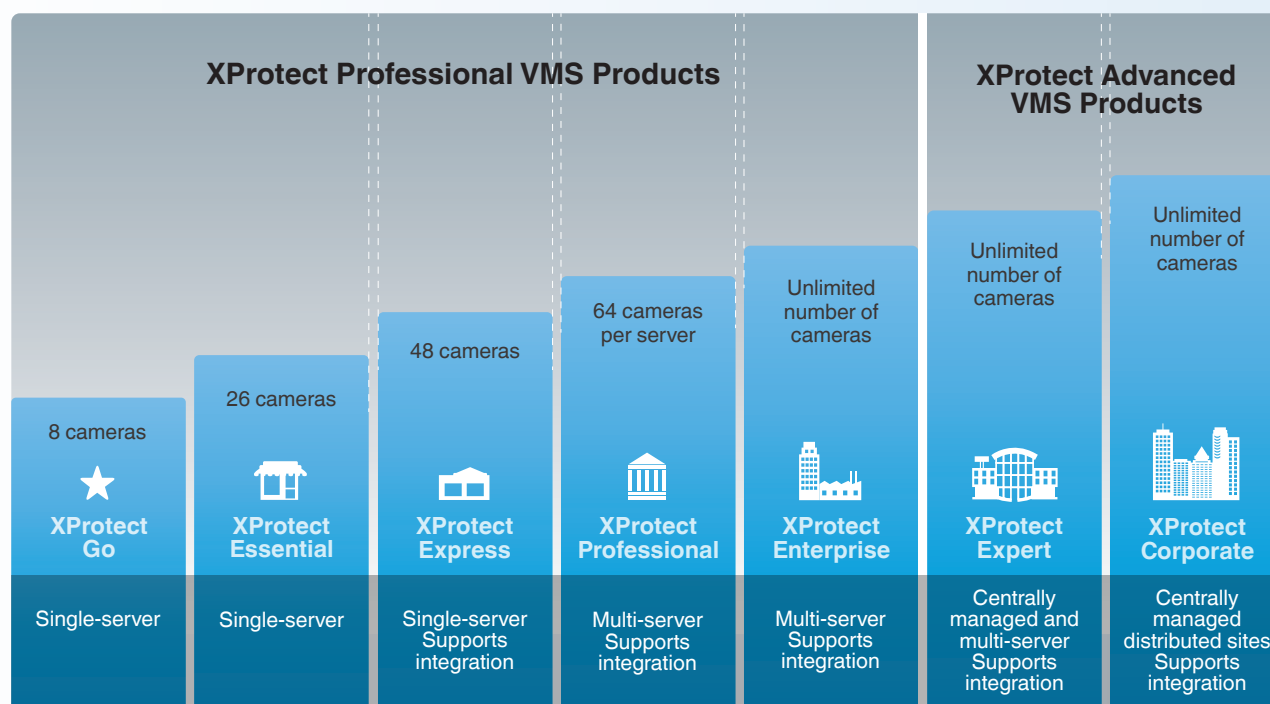 XProtect Professional VMS Products
XProtect Advanced
VMS Products
8 cameras
XProtect
Go
Single-server
26 cameras
XProtect
Essential
Single-server
48 cameras
XProtect
Express
Single-server
Supports
integration
64 cameras
per server
XProtect
Professional
Multi-server
Supports
integration
Unlimited
number of
cameras
XProtect
Enterprise
Multi-server
Supports
integration
Unlimited
number of
cameras
XProtect
Expert
Centrally
managed and
multi-server
Supports
integration
Unlimited
number of
cameras
XProtect
Corporate
Centrally
managed
distributed sites
Supports
integration